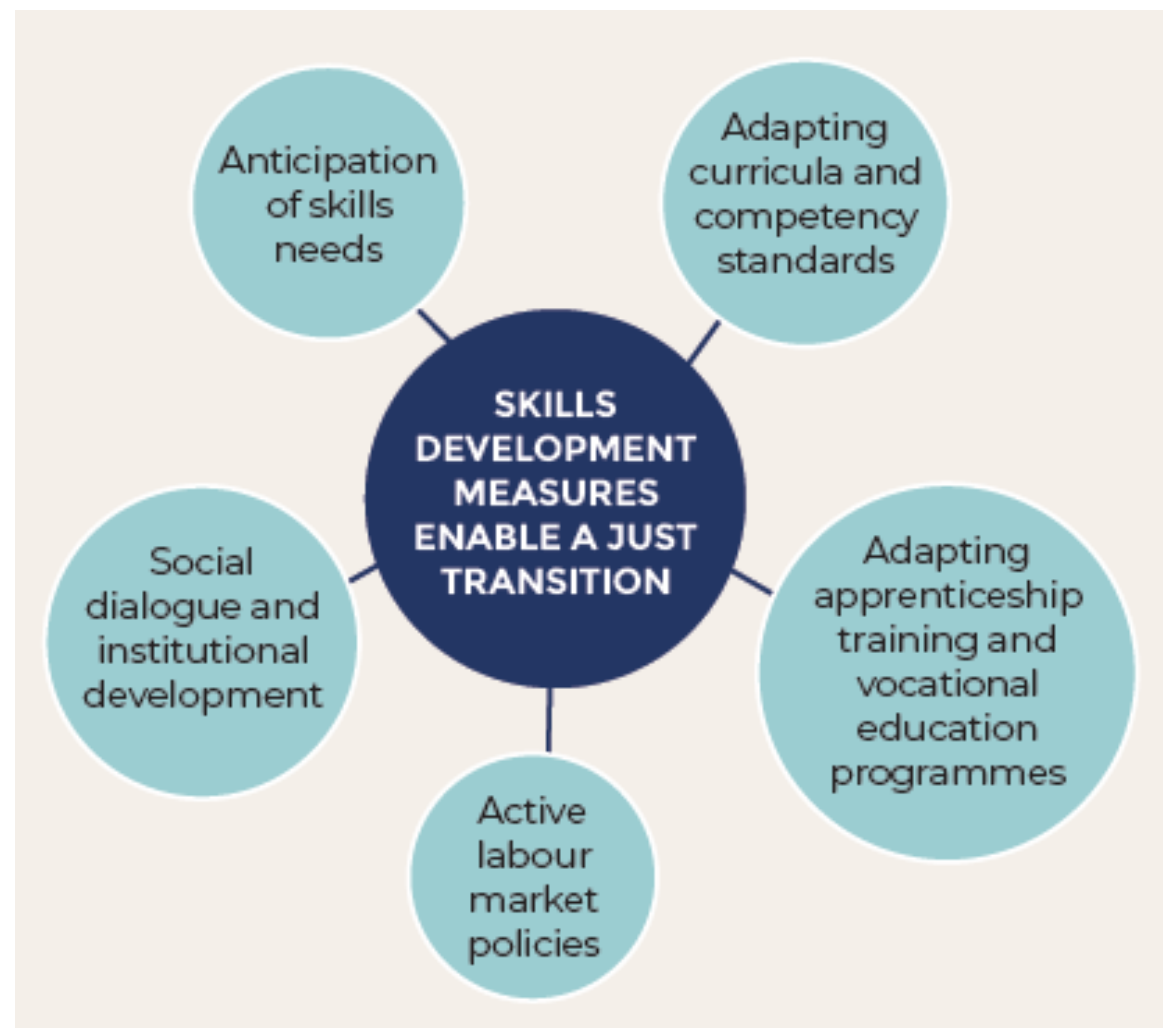 Anticipation
of skills
needs
Adapting
curricula and
competency
standards
SKILLS
DEVELOPMENT
MEASURES
ENABLE A JUST
TRANSITION
Social
dialogue and
institutional
development
Adapting
apprenticeship
training and
vocational
education
programmes
Active
labour
market
policies